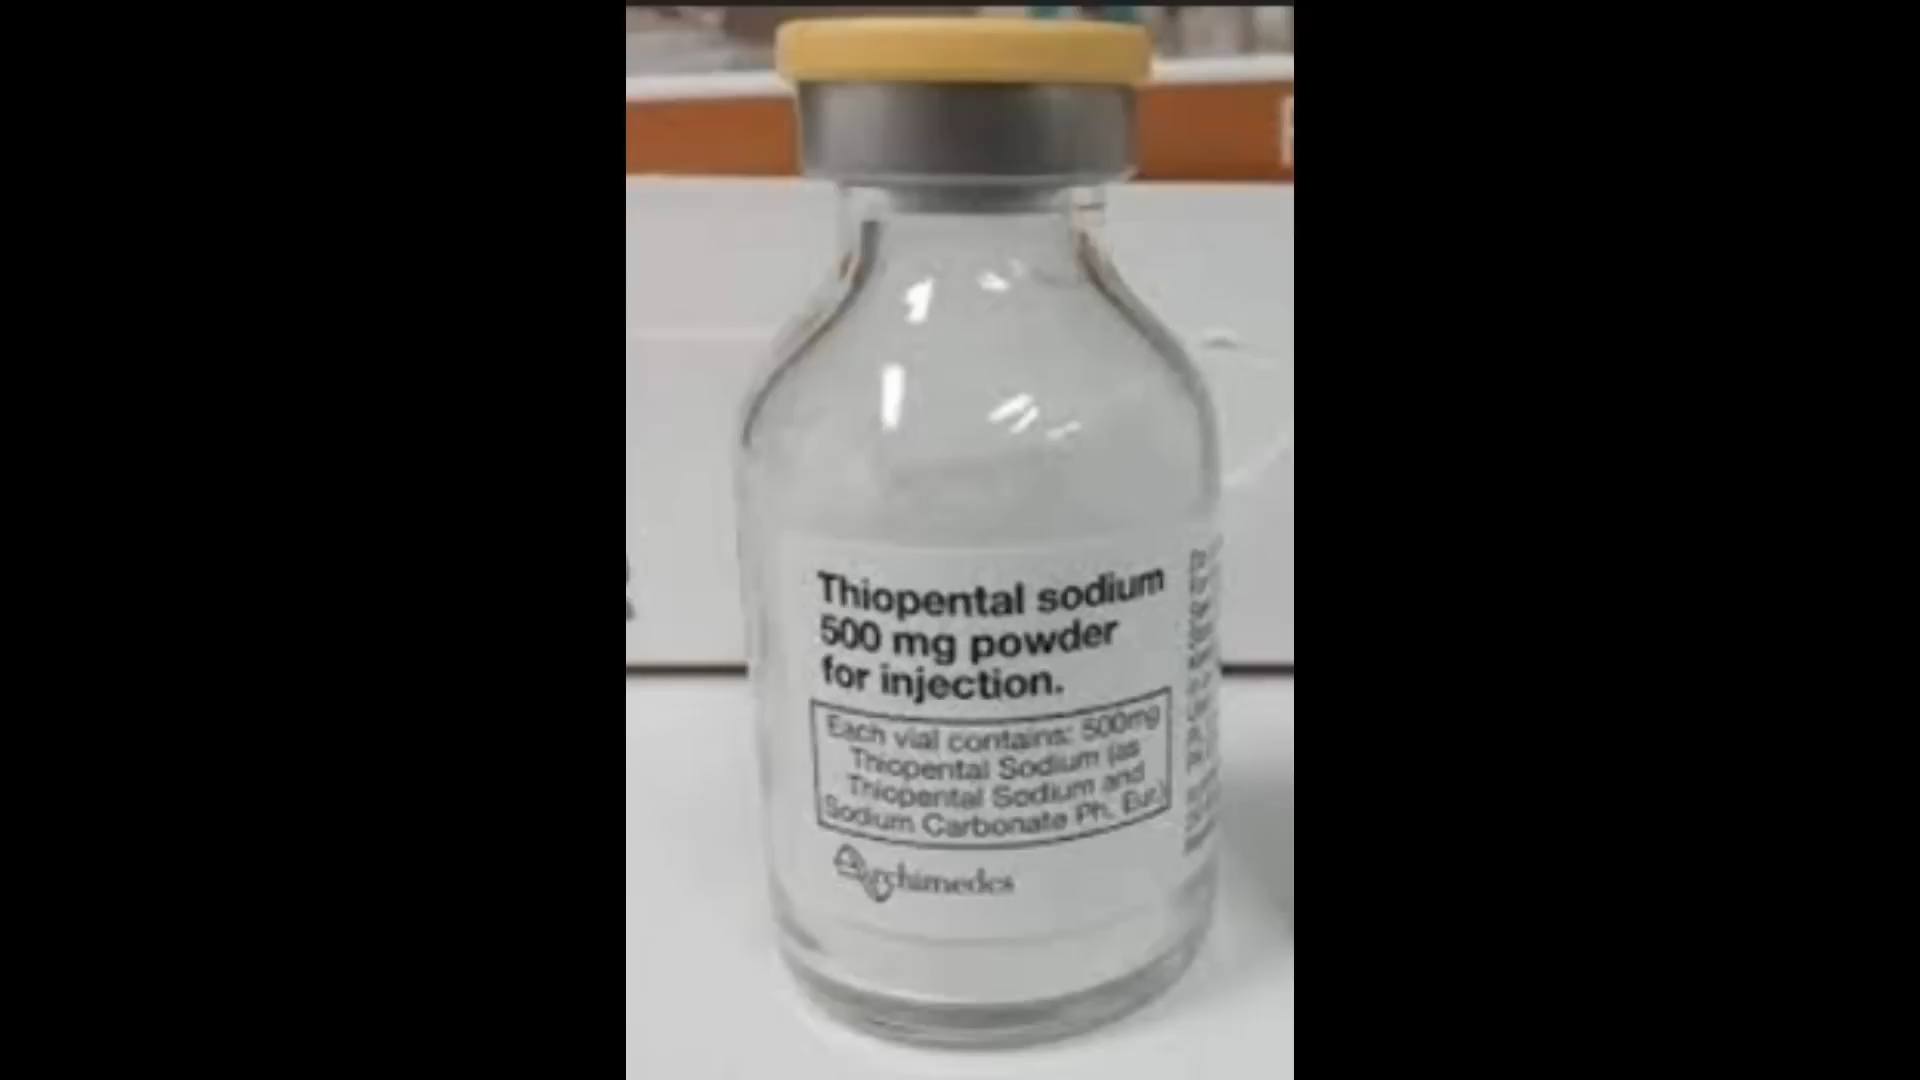 Thiopental sodium
500 mg powder
for injection.
Each vial contains: 500mg
Thiopental Sodium (as
Thiopental Sodium and
Sodium Carbonate Ph. Eur.)
Archimedes